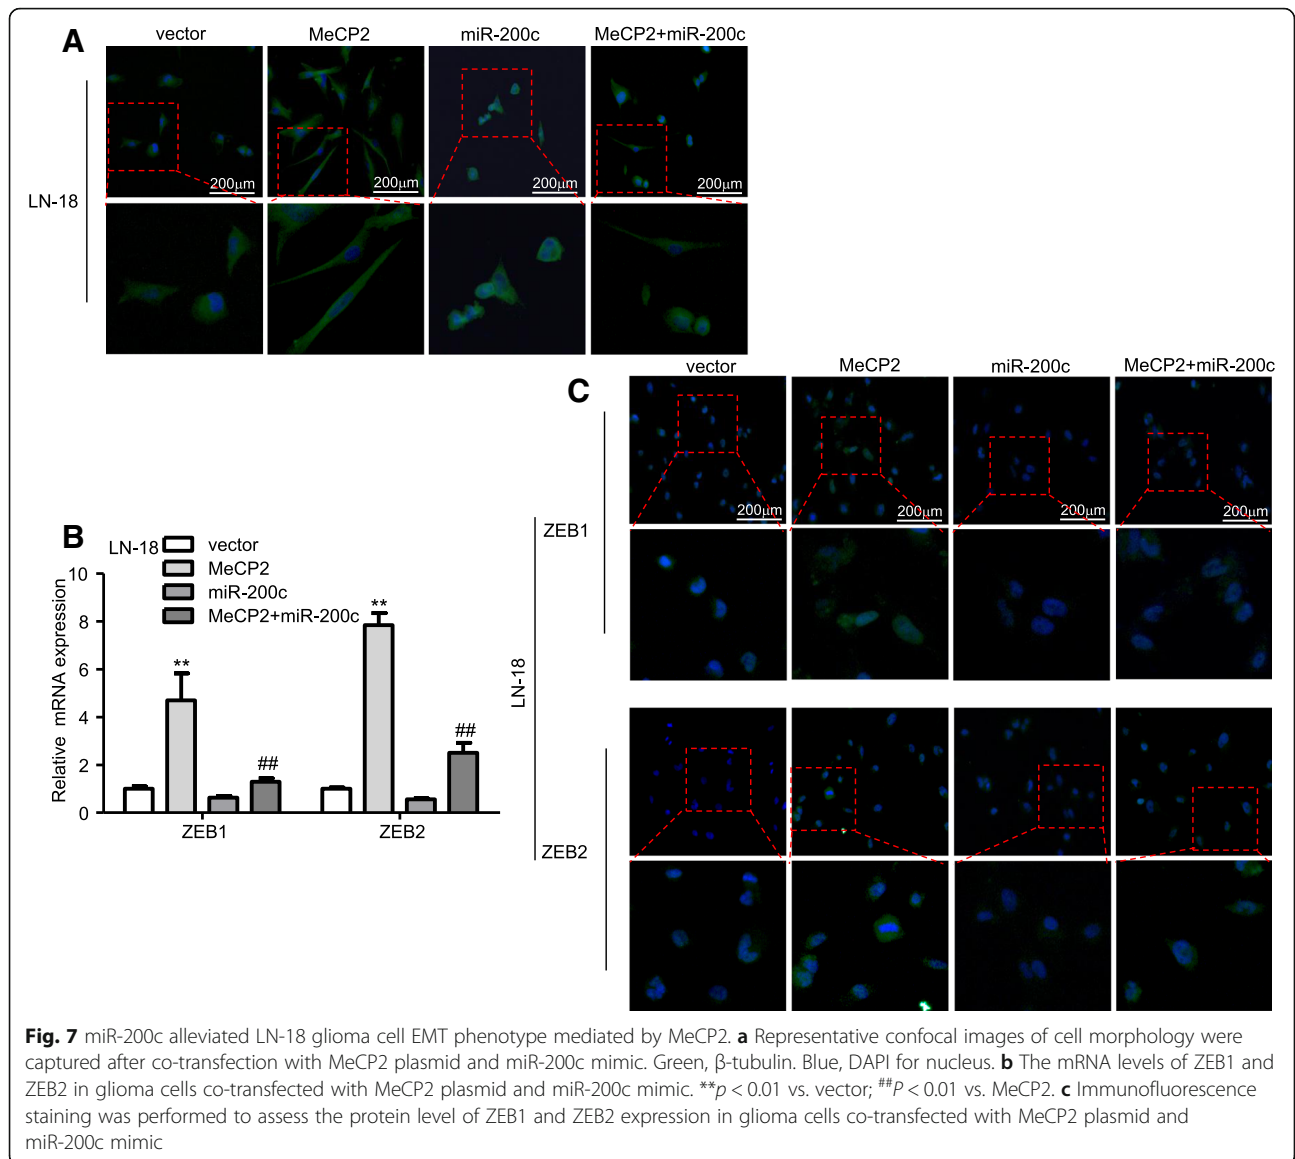 A
vector MeCP2 miR-200c MeCP2+miR-200c
LN-18
200μm 200μm 200μm 200μm
C
vector MeCP2 miR-200c MeCP2+miR-200c
ZEB1
200μm 200μm 200μm 200μm
LN-18
ZEB2
B
LN-18
vector
MeCP2
miR-200c
MeCP2+miR-200c
Relative mRNA expression
10
8
6
4
2
0
** ## ** ##
ZEB1 ZEB2
Fig. 7 miR-200c alleviated LN-18 glioma cell EMT phenotype mediated by MeCP2. a Representative confocal images of cell morphology were
captured after co-transfection with MeCP2 plasmid and miR-200c mimic. Green, β-tubulin. Blue, DAPI for nucleus. b The mRNA levels of ZEB1 and
ZEB2 in glioma cells co-transfected with MeCP2 plasmid and miR-200c mimic. **p < 0.01 vs. vector; ##P < 0.01 vs. MeCP2. c Immunofluorescence
staining was performed to assess the protein level of ZEB1 and ZEB2 expression in glioma cells co-transfected with MeCP2 plasmid and
miR-200c mimic